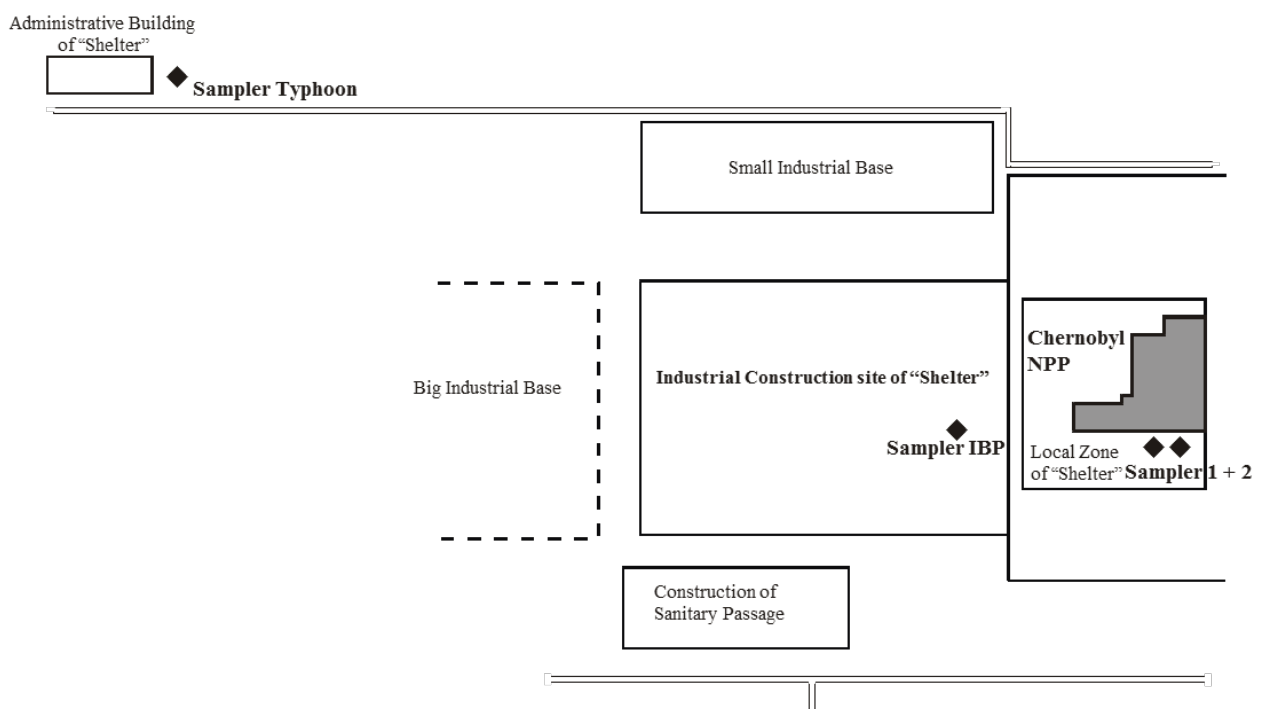 Administrative Building
of “Shelter”
Sampler Typhoon
Small Industrial Base
Chernobyl
NPP
Industrial Construction site of “Shelter”
Big Industrial Base
Sampler IBP
Local Zone
of “Shelter”
Sampler 1 + 2
Construction of
Sanitary Passage